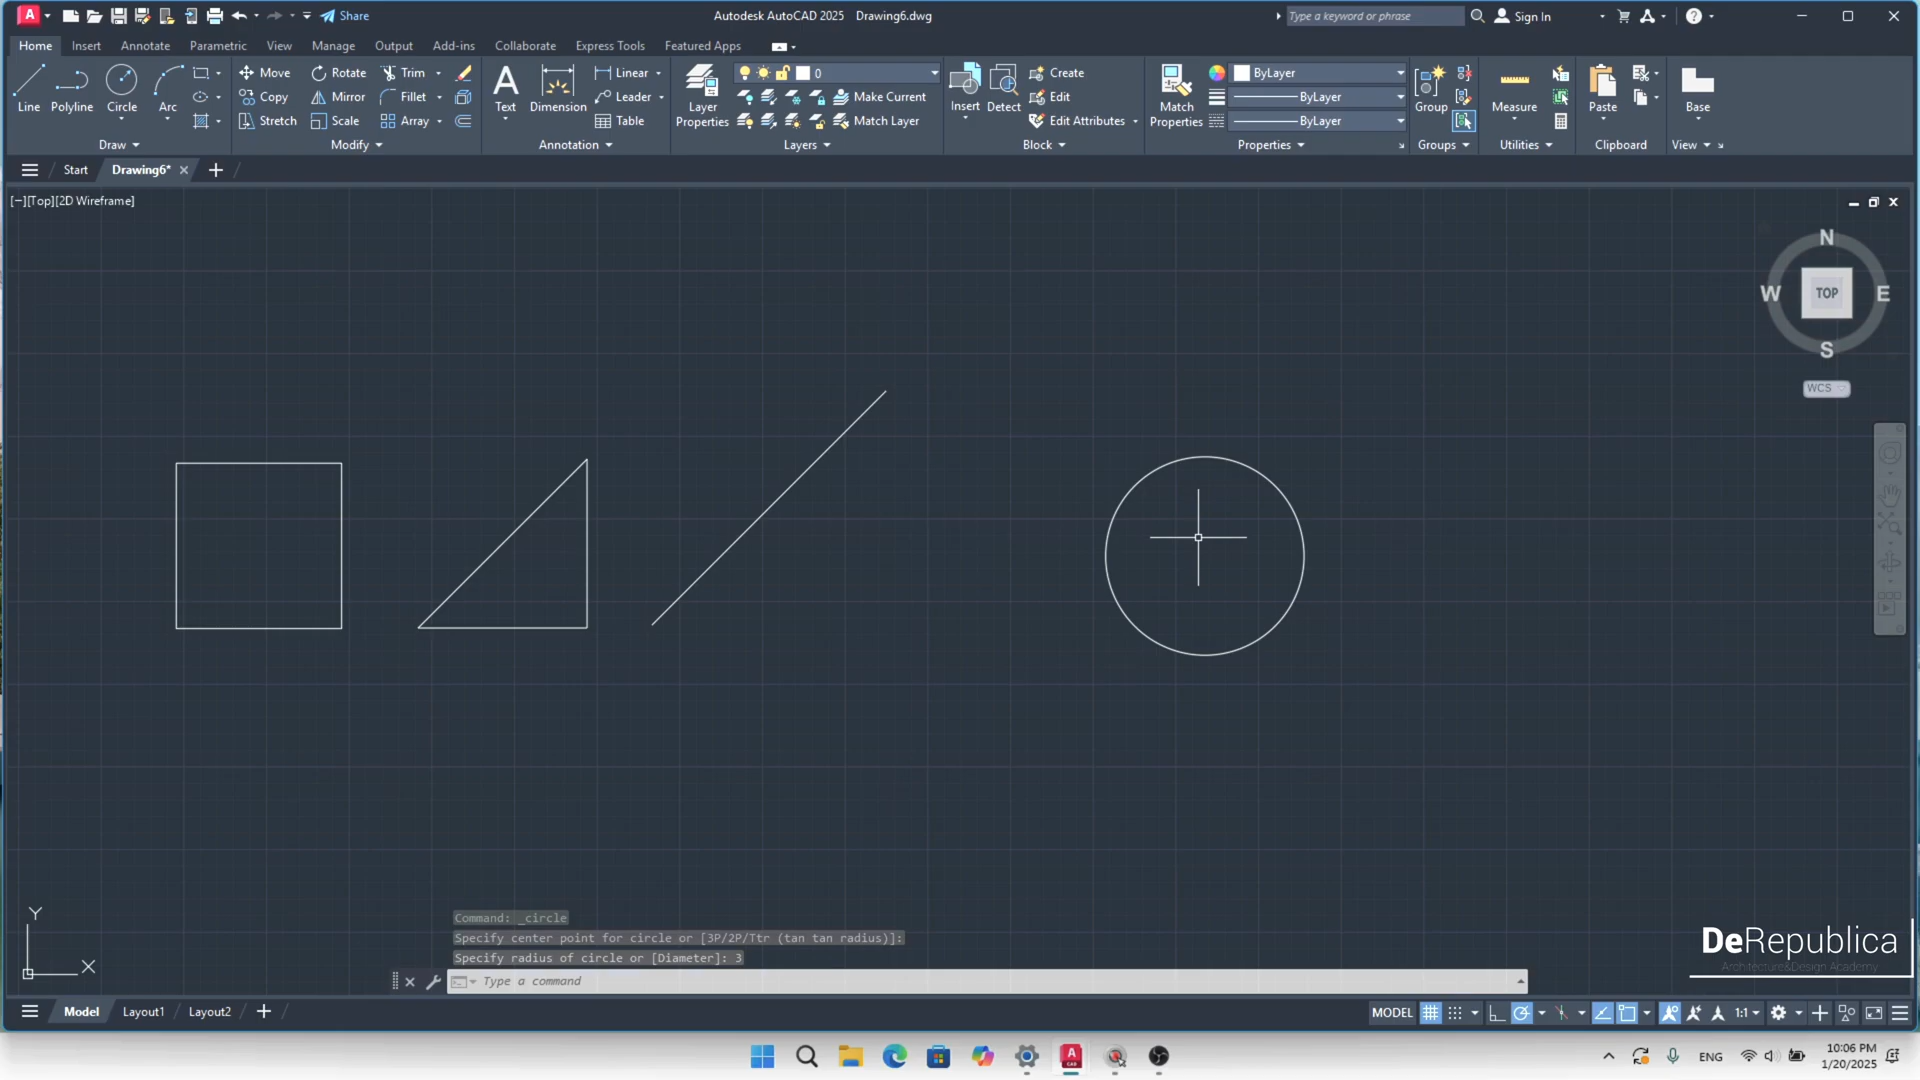 Share
Autodesk AutoCAD 2025 Drawing6.dwg
Type a keyword or phrase
Sign In
Home Insert Annotate Parametric View Manage Output Add-ins Collaborate Express Tools Featured Apps
Line Polyline Circle Arc
Move Rotate Trim
Copy Mirror Fillet
Stretch Scale Array
Text Dimension
Linear
Leader
Table
Layer Properties
0
Make Current
Match Layer
Insert Detect
Create
Edit
Edit Attributes
Match Properties
ByLayer
ByLayer
ByLayer
Group
Measure
Paste
Base
Draw Modify Annotation Layers Block Properties Groups Utilities Clipboard View
Start Drawing6*
[−][Top][2D Wireframe]
N
W TOP E
S
WCS
Y
X
Command: _circle
Specify center point for circle or [3P/2P/Ttr (tan tan radius)]:
Specify radius of circle or [Diameter]: 3
Type a command
DeRepublica
Architecture&Design Academy
Model Layout1 Layout2
MODEL
1:1
A
CAD
ENG
10:06 PM
1/20/2025